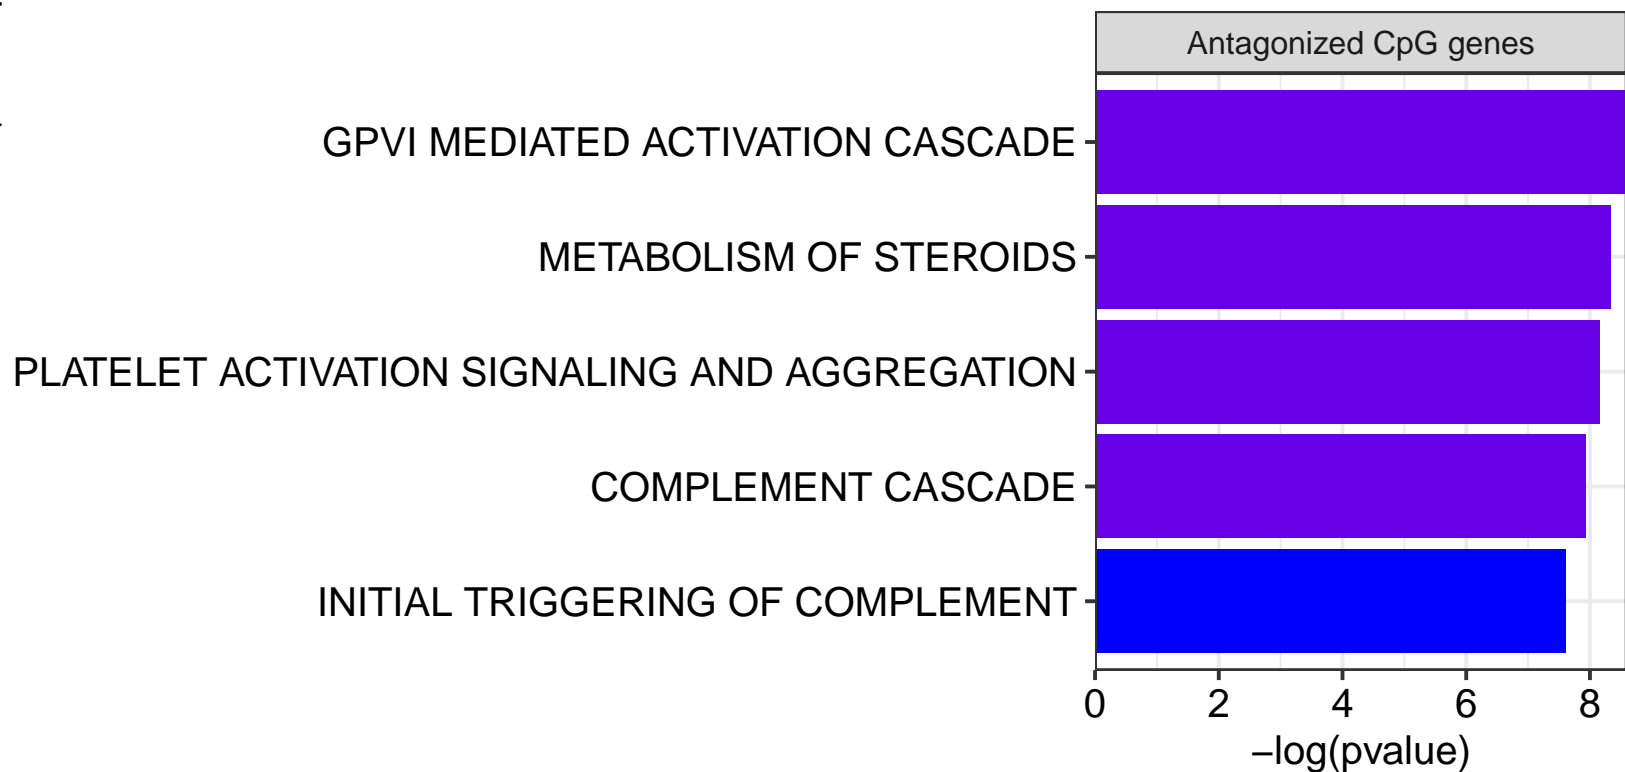 Antagonized CpG genes
GPVI MEDIATED ACTIVATION CASCADE
METABOLISM OF STEROIDS
PLATELET ACTIVATION SIGNALING AND AGGREGATION
COMPLEMENT CASCADE
INITIAL TRIGGERING OF COMPLEMENT
0 2 4 6 8
−log(pvalue)